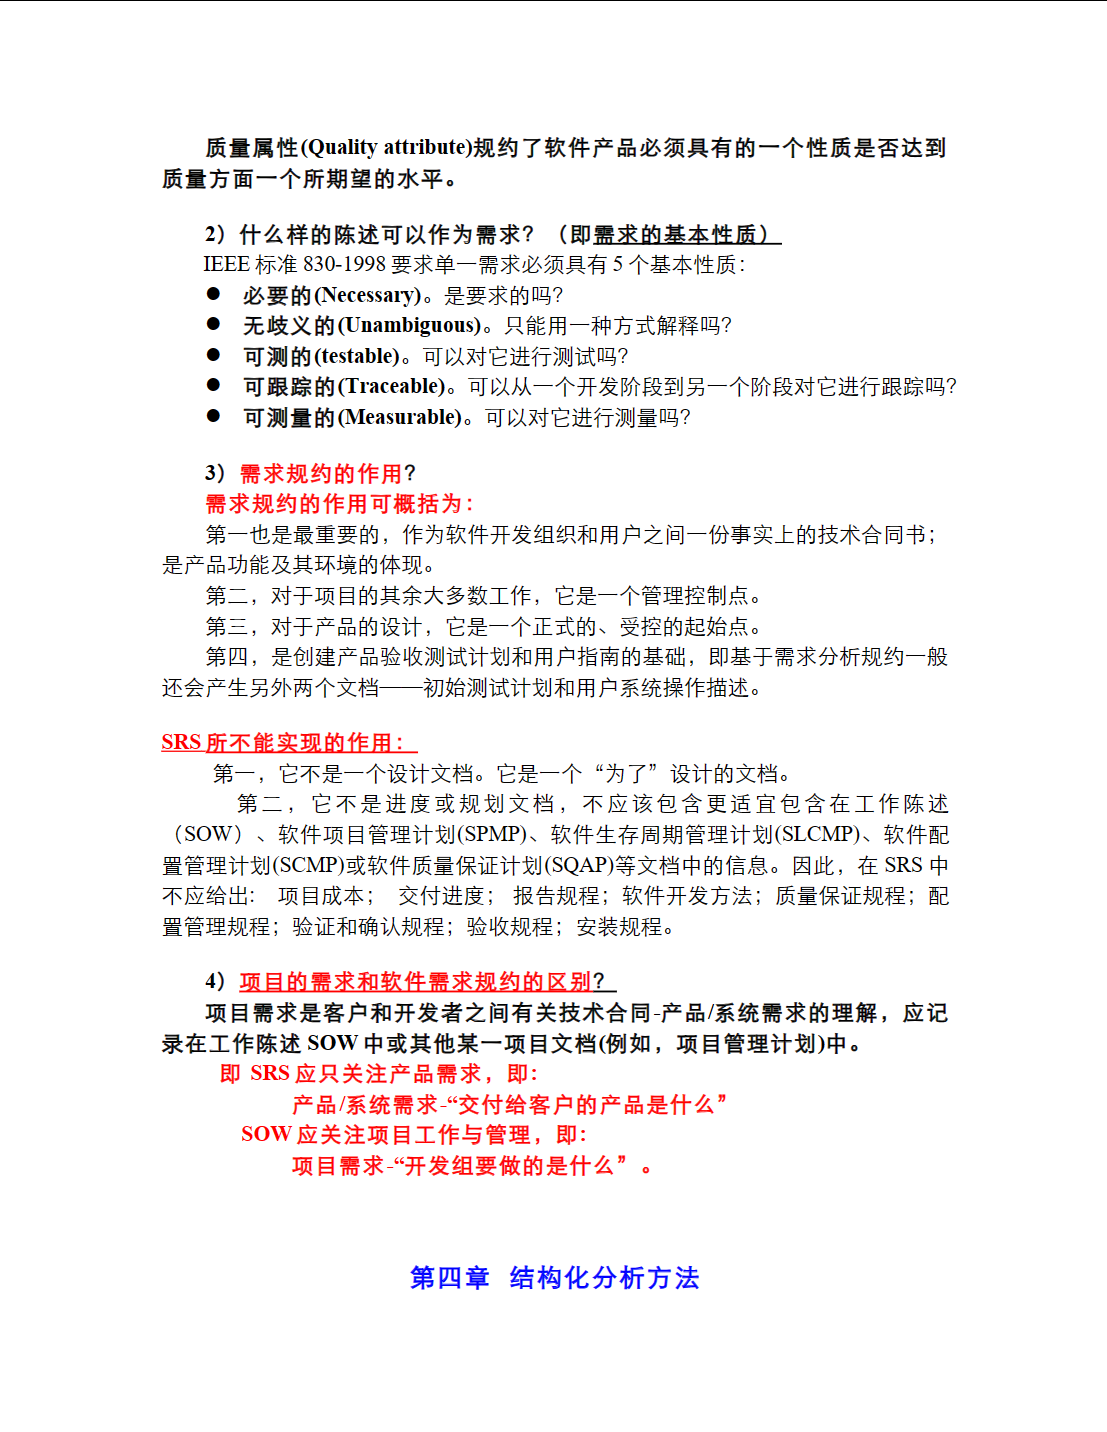 质量属性(Quality attribute)规约了软件产品必须具有的一个性质是否达到
质量方面一个所期望的水平。
2）什么样的陈述可以作为需求？（即需求的基本性质）
IEEE 标准 830-1998 要求单一需求必须具有 5 个基本性质：
● 必要的(Necessary)。是要求的吗？
● 无歧义的(Unambiguous)。只能用一种方式解释吗？
● 可测的(testable)。可以对它进行测试吗？
● 可跟踪的(Traceable)。可以从一个开发阶段到另一个阶段对它进行跟踪吗？
● 可测量的(Measurable)。可以对它进行测量吗？
3）需求规约的作用？
需求规约的作用可概括为：
第一也是最重要的，作为软件开发组织和用户之间一份事实上的技术合同书；
是产品功能及其环境的体现。
第二，对于项目的其余大多数工作，它是一个管理控制点。
第三，对于产品的设计，它是一个正式的、受控的起始点。
第四，是创建产品验收测试计划和用户指南的基础，即基于需求分析规约一般
还会产生另外两个文档——初始测试计划和用户系统操作描述。
SRS 所不能实现的作用：
第一，它不是一个设计文档。它是一个“为了”设计的文档。
第二，它不是进度或规划文档，不应该包含更适宜包含在工作陈述
（SOW）、软件项目管理计划(SPMP)、软件生存周期管理计划(SLCMP)、软件配
置管理计划(SCMP)或软件质量保证计划(SQAP)等文档中的信息。因此，在 SRS 中
不应给出： 项目成本； 交付进度； 报告规程；软件开发方法；质量保证规程；配
置管理规程；验证和确认规程；验收规程；安装规程。
4）项目的需求和软件需求规约的区别？
项目需求是客户和开发者之间有关技术合同-产品/系统需求的理解，应记
录在工作陈述 SOW 中或其他某一项目文档(例如，项目管理计划)中。
即 SRS 应只关注产品需求，即：
产品/系统需求-“交付给客户的产品是什么”
SOW 应关注项目工作与管理，即：
项目需求-“开发组要做的是什么”。
第四章 结构化分析方法